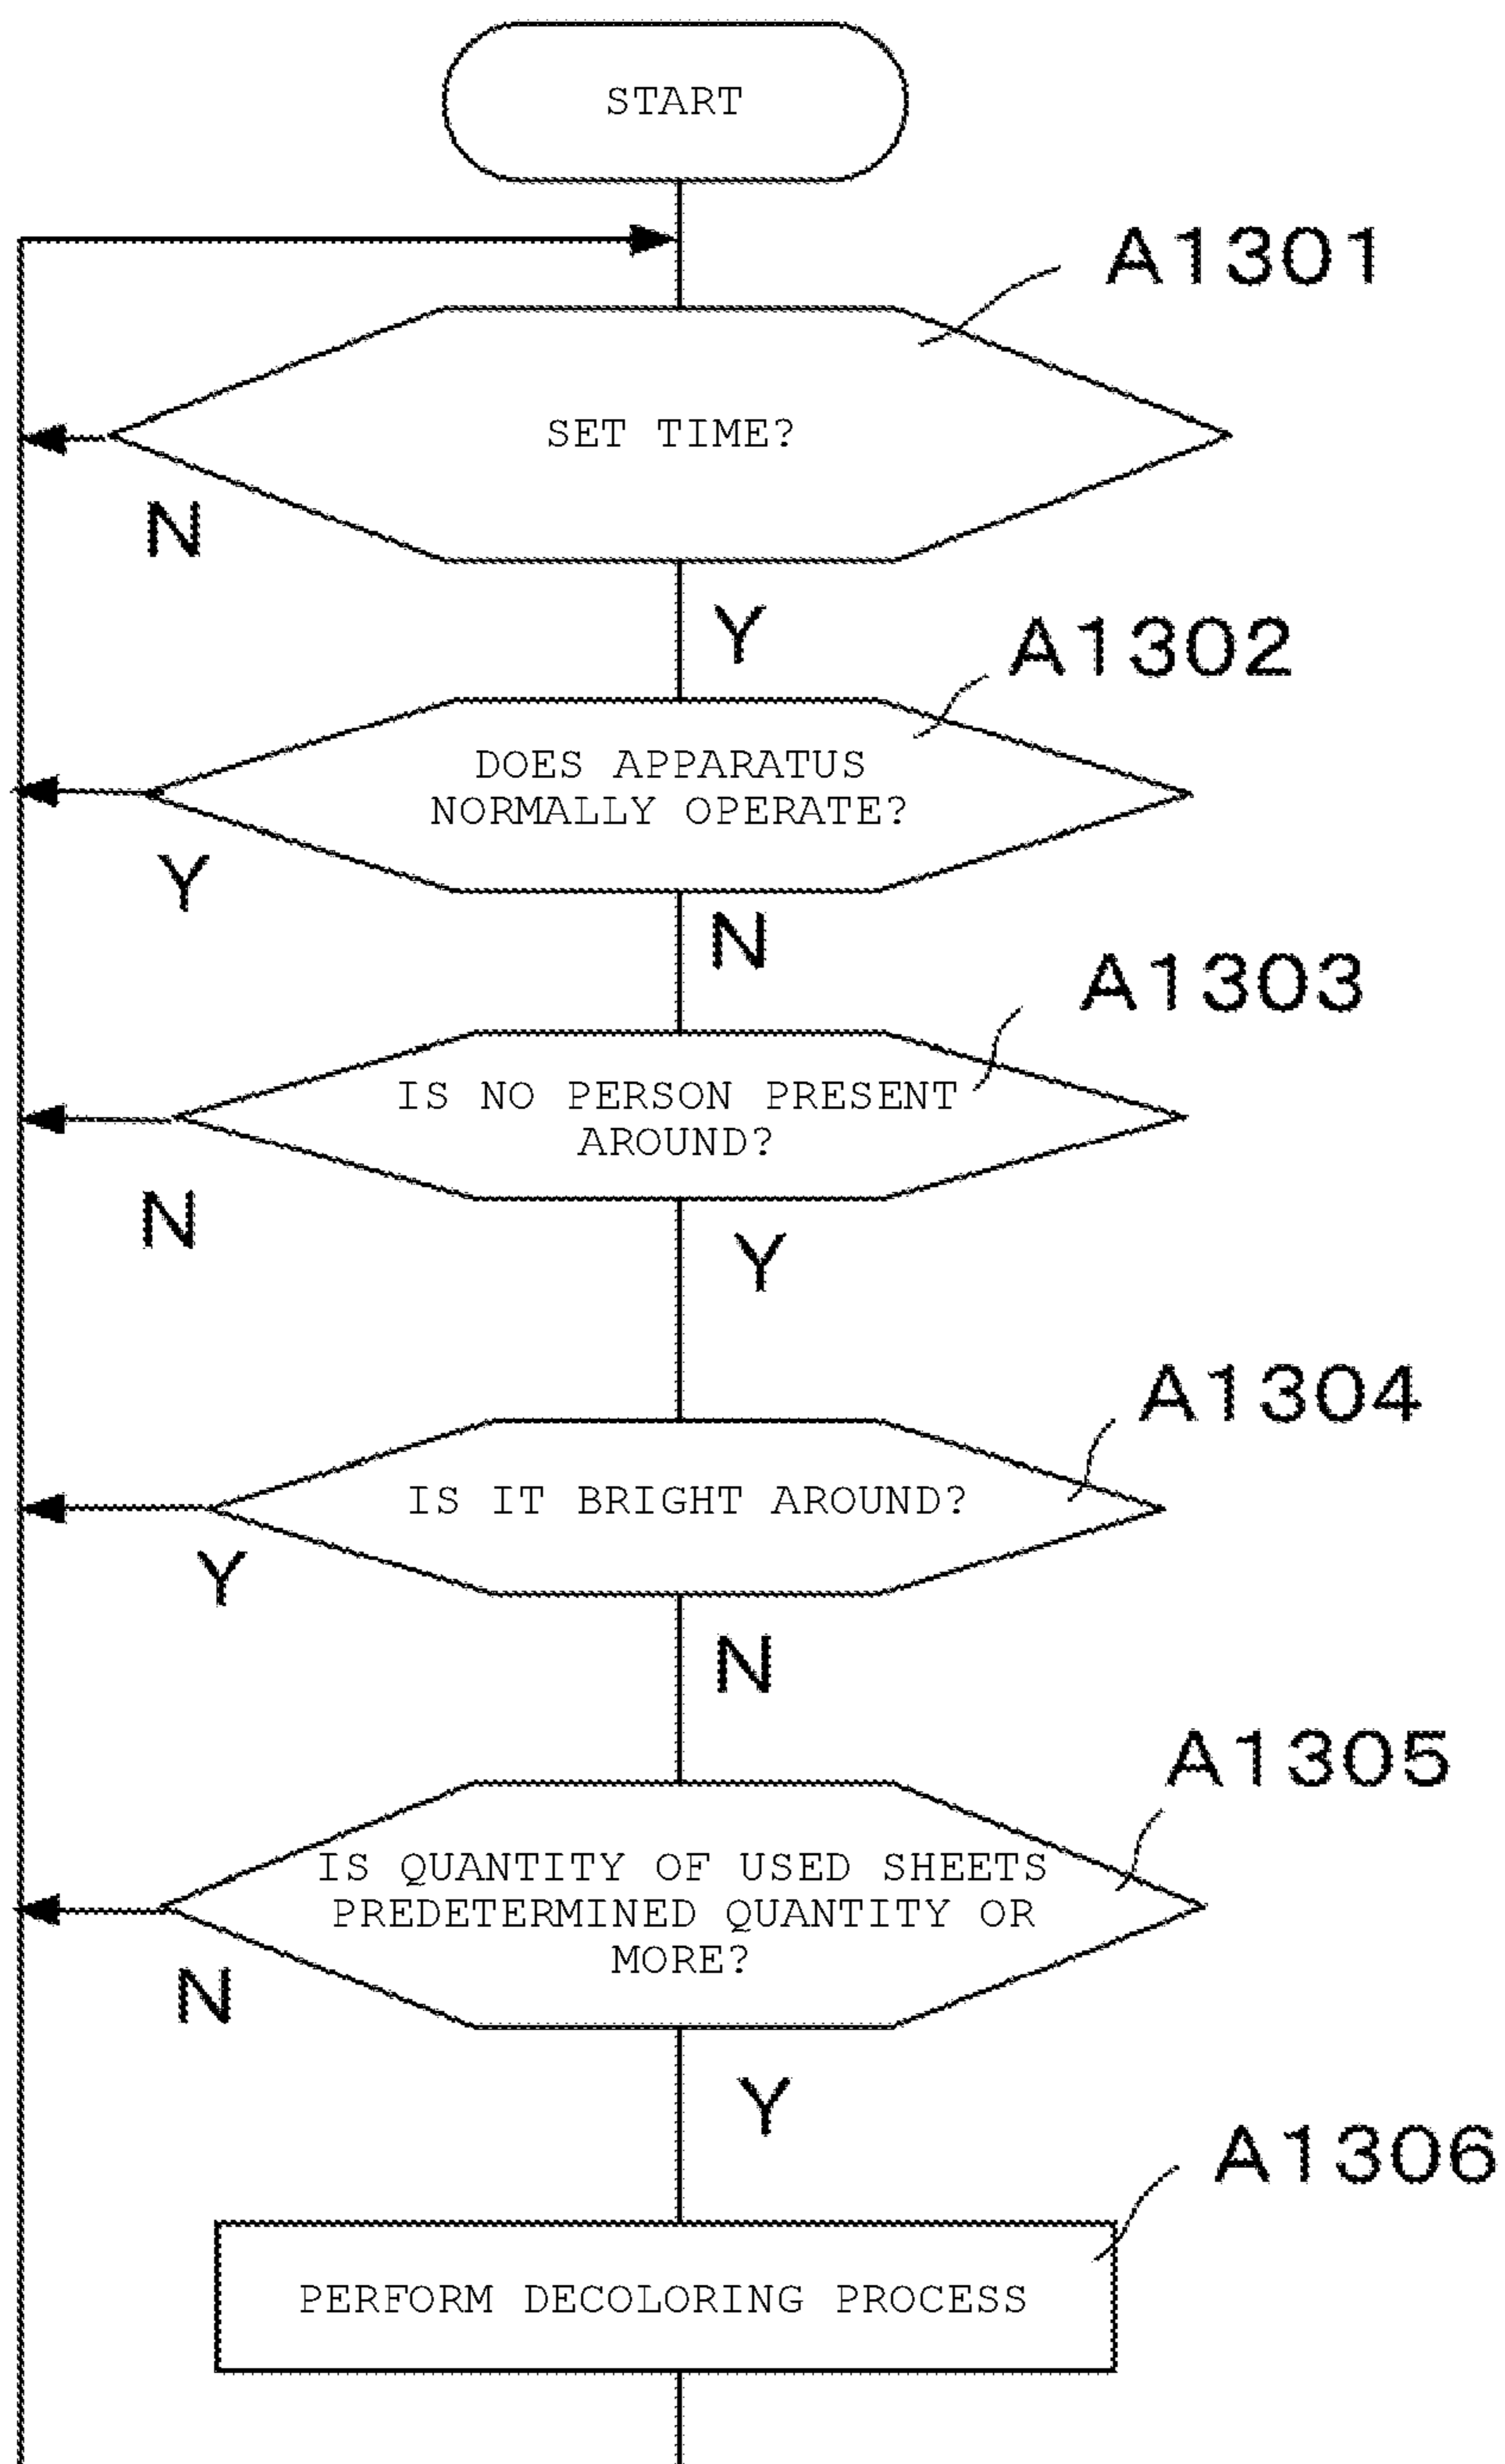 START
A1301
SET TIME?
N
Y
A1302
DOES APPARATUS
NORMALLY OPERATE?
Y
N
A1303
IS NO PERSON PRESENT
AROUND?
N
Y
A1304
IS IT BRIGHT AROUND?
Y
N
A1305
IS QUANTITY OF USED SHEETS
PREDETERMINED QUANTITY OR
MORE?
N
Y
A1306
PERFORM DECOLORING PROCESS